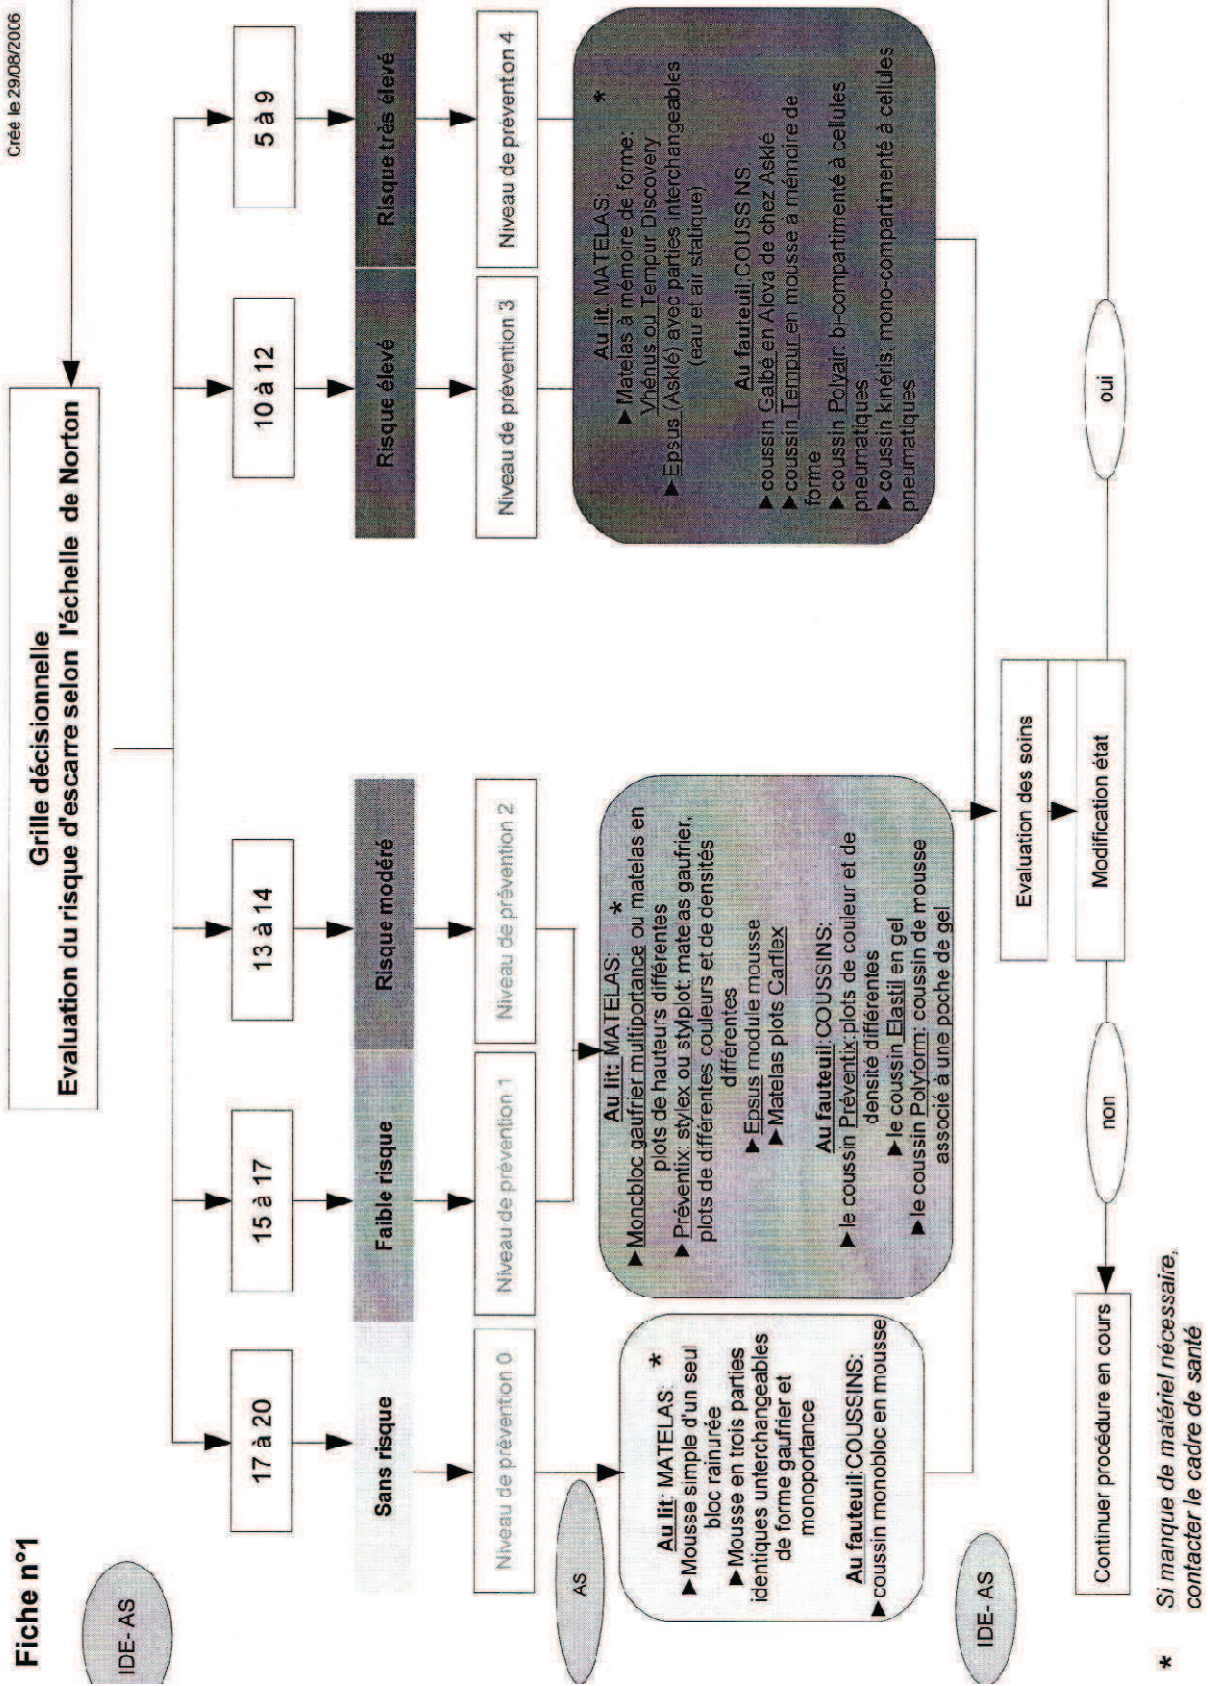 Fiche n°1
Créé le 29/08/2006
Grille décisionnelle
Evaluation du risque d'escarre selon l'échelle de Norton
IDE- AS
17 à 20
15 à 17
13 à 14
10 à 12
5 à 9
Sans risque
Faible risque
Risque modéré
Risque élevé
Risque très élevé
Niveau de prévention 0
Niveau de prévention 1
Niveau de prévention 2
Niveau de prévention 3
Niveau de prévention 4
AS
Au lit: MATELAS: *
►Mousse simple d'un seul
bloc rainurée
►Mousse en trois parties
identiques unterchangeables
de forme gaufrier et
monoportance
Au fauteuil:COUSSINS:
►coussin monobloc en mousse
Au lit: MATELAS: *
►Monobloc gaufrier multiportance ou matelas en
plots de hauteurs différentes
►Préventix: stylex ou stylplot: matelas gaufrier,
plots de différentes couleurs et de densités
différentes
►Epsus module mousse
►Matelas plots Carflex
Au fauteuil:COUSSINS:
►le coussin Préventix:plots de couleur et de
densité différentes
►le coussin Elastil en gel
►le coussin Polyform: coussin de mousse
associé à une poche de gel
Au lit: MATELAS: *
►Matelas à mémoire de forme:
Vhénus ou Tempur Discovery
►Epsus (Asklé) avec parties interchangeables
(eau et air statique)
Au fauteuil:COUSSINS:
►coussin Galbé en Alova de chez Asklé
►coussin Tempur en mousse à mémoire de
forme
►coussin Polyair: bi-compartimenté à cellules
pneumatiques
►coussin kinéris: mono-compartimenté à cellules
pneumatiques
IDE- AS
Evaluation des soins
Modification état
non
oui
Continuer procédure en cours
* Si manque de matériel nécessaire,
contacter le cadre de santé